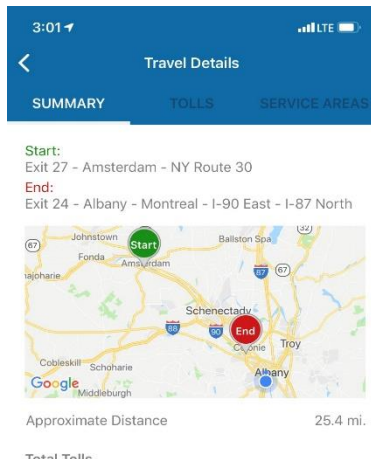 3:01
LTE
Travel Details
SUMMARY
TOLLS
SERVICE AREAS
Start:
Exit 27 - Amsterdam - NY Route 30
End:
Exit 24 - Albany - Montreal - I-90 East - I-87 North
32
67
Johnstown
Start
Ballston Spa
Fonda
Amsterdam
87
67
Schenectady
88
90
End
Colonie
Troy
Cobleskill
Schoharie
Albany
Google
Middleburgh
Approximate Distance
25.4 mi.
Total Tolls